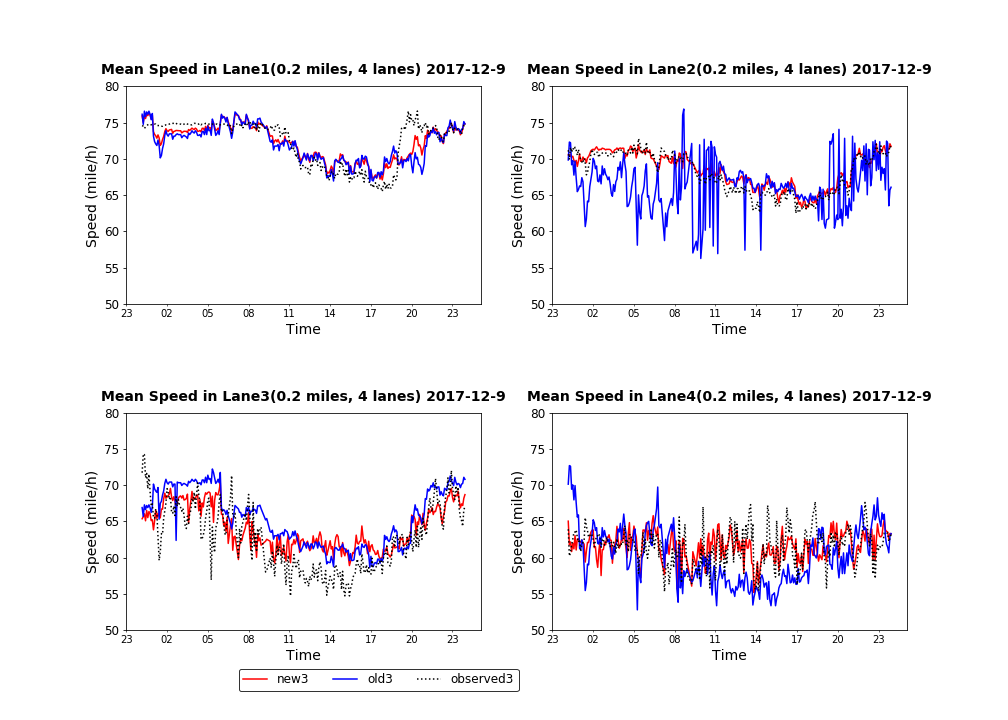 Mean Speed in Lane1(0.2 miles, 4 lanes) 2017-12-9
80
75
70
65
60
55
50
Speed (mile/h)
23 02 05 08 11 14 17 20 23
Time
Mean Speed in Lane2(0.2 miles, 4 lanes) 2017-12-9
80
75
70
65
60
55
50
Speed (mile/h)
23 02 05 08 11 14 17 20 23
Time
Mean Speed in Lane3(0.2 miles, 4 lanes) 2017-12-9
80
75
70
65
60
55
50
Speed (mile/h)
23 02 05 08 11 14 17 20 23
Time
Mean Speed in Lane4(0.2 miles, 4 lanes) 2017-12-9
80
75
70
65
60
55
50
Speed (mile/h)
23 02 05 08 11 14 17 20 23
Time
new3 old3 observed3